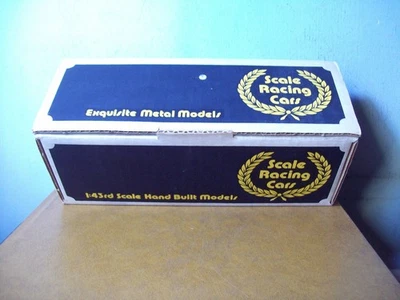 Scale
Racing
Cars
Exquisite Metal Models
Scale
Racing
Cars
1:43rd Scale Hand Built Models